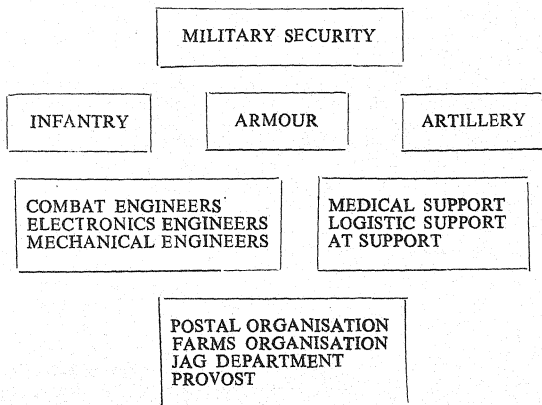 MILITARY SECURITY
INFANTRY
ARMOUR
ARTILLERY
COMBAT ENGINEERS
ELECTRONICS ENGINEERS
MECHANICAL ENGINEERS
MEDICAL SUPPORT
LOGISTIC SUPPORT
AT SUPPORT
POSTAL ORGANISATION
FARMS ORGANISATION
JAG DEPARTMENT
PROVOST